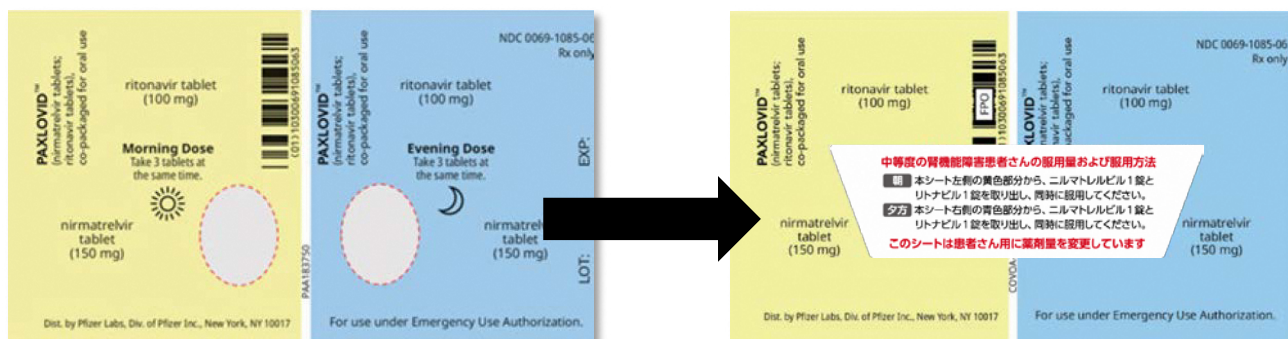 PAXLOVID™
(nirmatrelvir tablets;
ritonavir tablets),
co-packaged for oral use
ritonavir tablet
(100 mg)
(01)10300691085063
Morning Dose
Take 3 tablets at
the same time.
nirmatrelvir
tablet
(150 mg)
PAA183750
Dist. by Pfizer Labs, Div. of Pfizer Inc., New York, NY 10017
NDC 0069-1085-06
Rx only
PAXLOVID™
(nirmatrelvir tablets;
ritonavir tablets),
co-packaged for oral use
ritonavir tablet
(100 mg)
Evening Dose
Take 3 tablets at
the same time.
nirmatrelvir
tablet
(150 mg)
EXP:
LOT:
For use under Emergency Use Authorization.
PAXLOVID™
(nirmatrelvir tablets;
ritonavir tablets),
co-packaged for oral use
ritonavir tablet
(100 mg)
FPO
10300691085063
nirmatrelvir
tablet
(150 mg)
Dist. by Pfizer Labs, Div. of Pfizer Inc., New York, NY 10017
NDC 0069-1085-06
Rx only
PAXLOVID™
tablets;
tablets),
for oral use
ritonavir tablet
(100 mg)
中等度の腎機能障害患者さんの服用量および服用方法
朝 本シート左側の黄色部分から、ニルマトレルビル1錠と
リトナビル1錠を取り出し、同時に服用してください。
夕方 本シート右側の青色部分から、ニルマトレルビル1錠と
リトナビル1錠を取り出し、同時に服用してください。
このシートは患者さん用に薬剤量を変更しています
nirmatrelvir
tablet
(150 mg)
For use under Emergency Use Authorization.